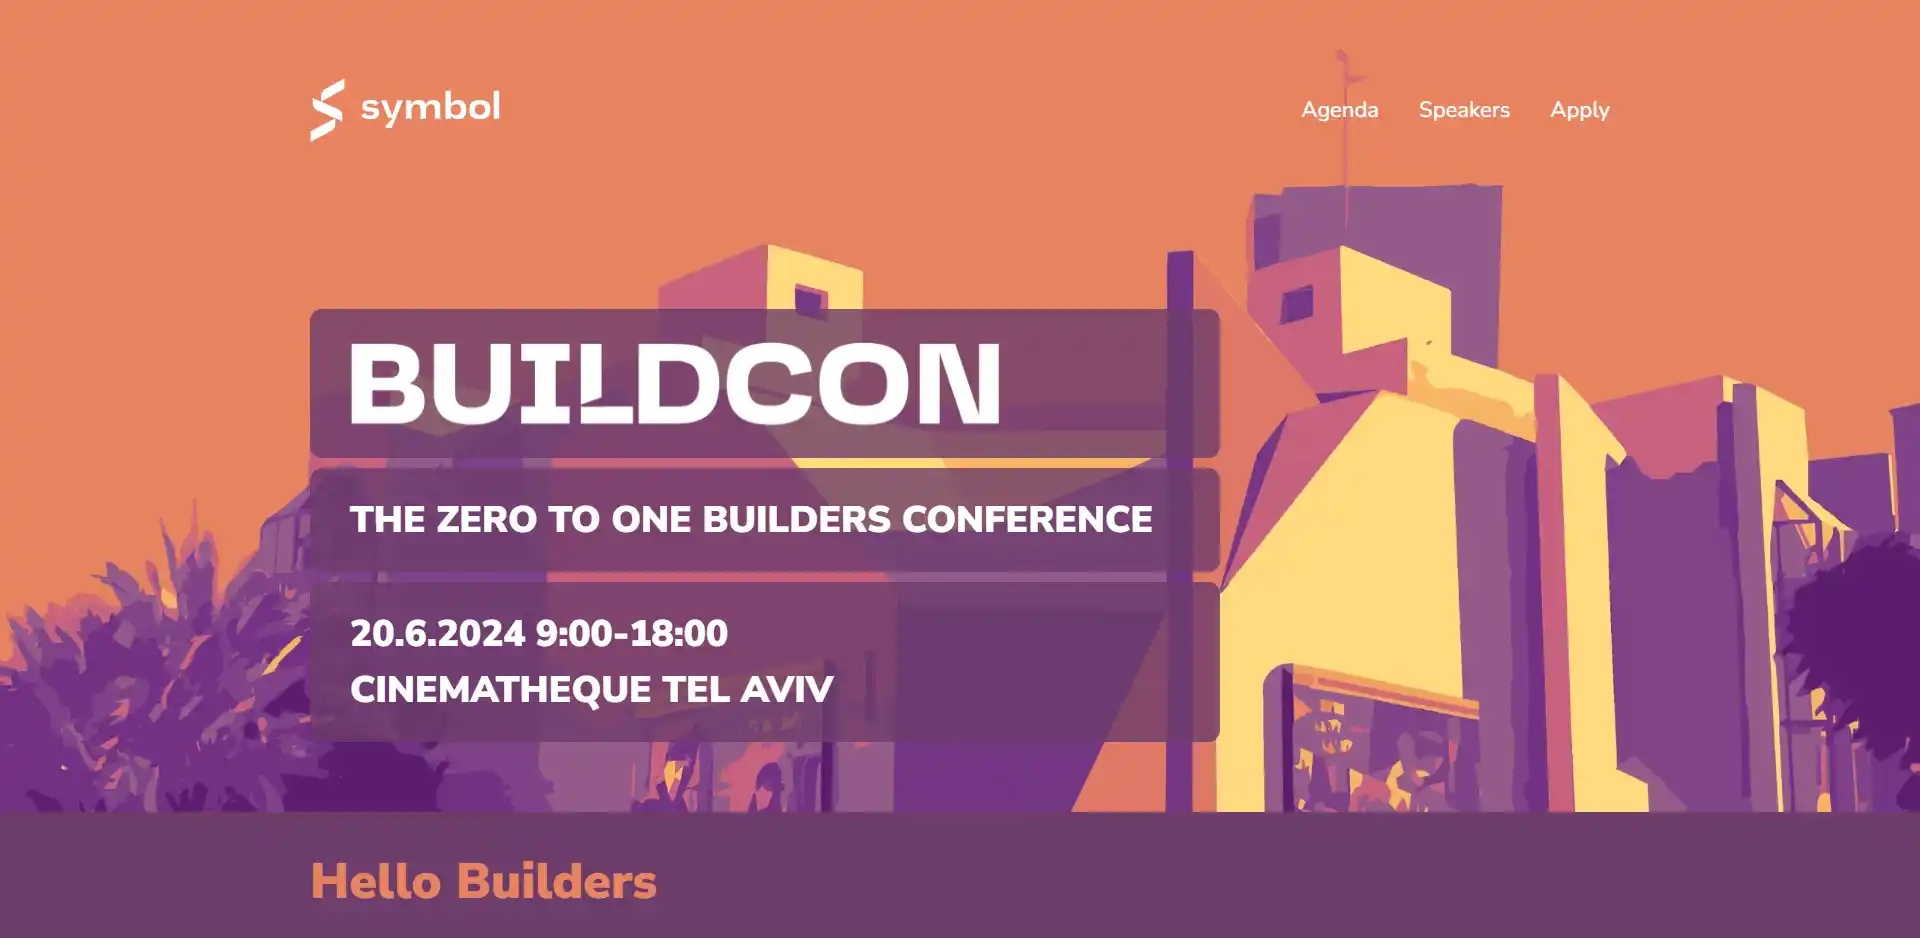 symbol
Agenda Speakers Apply
BUILDCON
THE ZERO TO ONE BUILDERS CONFERENCE
20.6.2024 9:00-18:00
CINEMATHEQUE TEL AVIV
Hello Builders